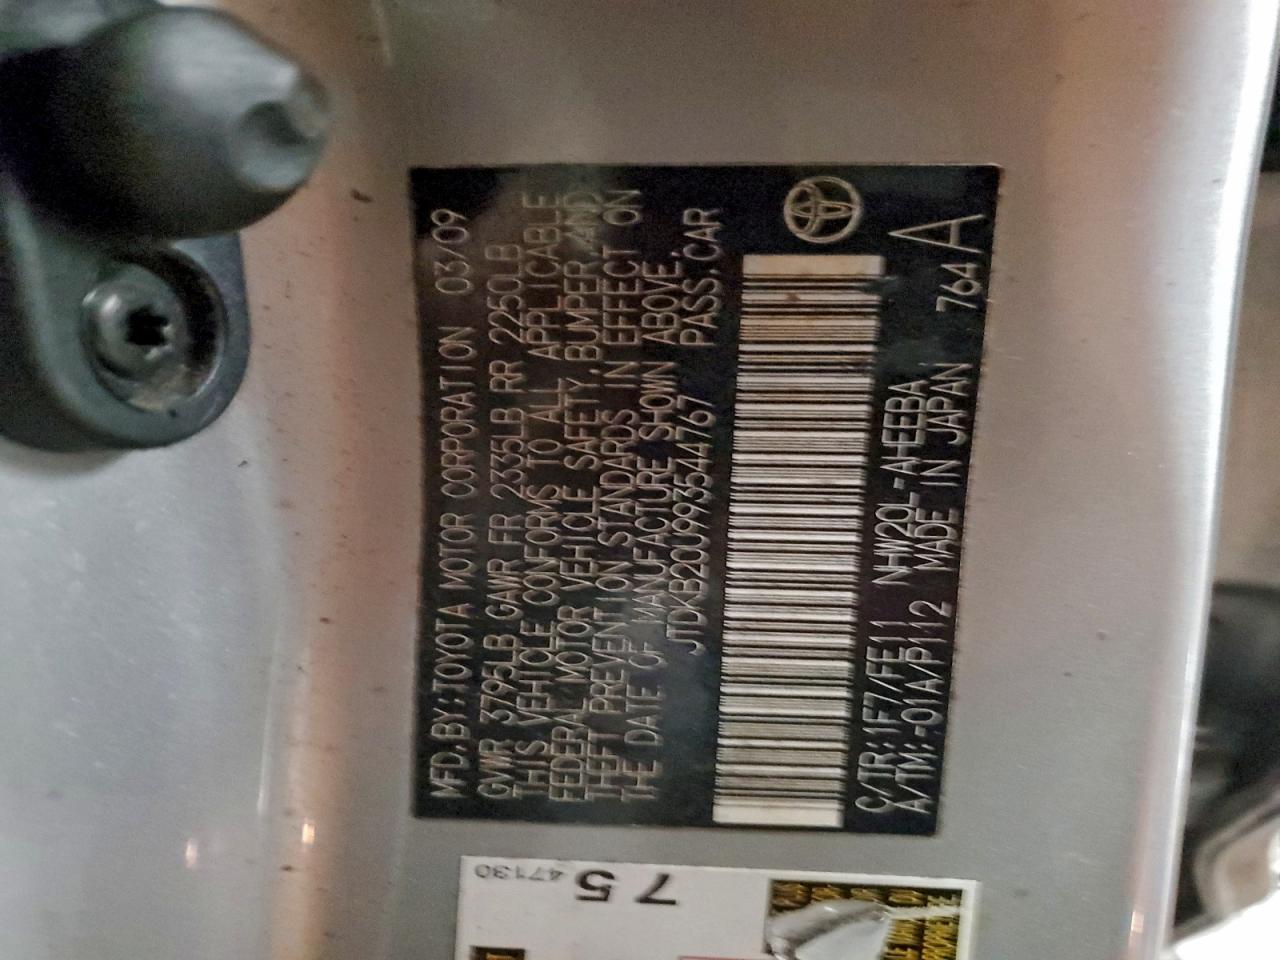 MFD.BY:TOYOTA MOTOR CORPORATION 03/09
GVWR 3795LB GAWR FR 2335LB RR 2250LB
THIS VEHICLE CONFORMS TO ALL APPLICABLE
FEDERAL MOTOR VEHICLE SAFETY,BUMPER,AND
THEFT PREVENTION STANDARDS IN EFFECT ON
THE DATE OF MANUFACTURE SHOWN ABOVE.
JTDKB20U993544767 PASS.CAR
C/TR:1F7/FE11 NHW20L-AHEEBA
A/TM:-01A/P112 MADE IN JAPAN 764
A
75 47130